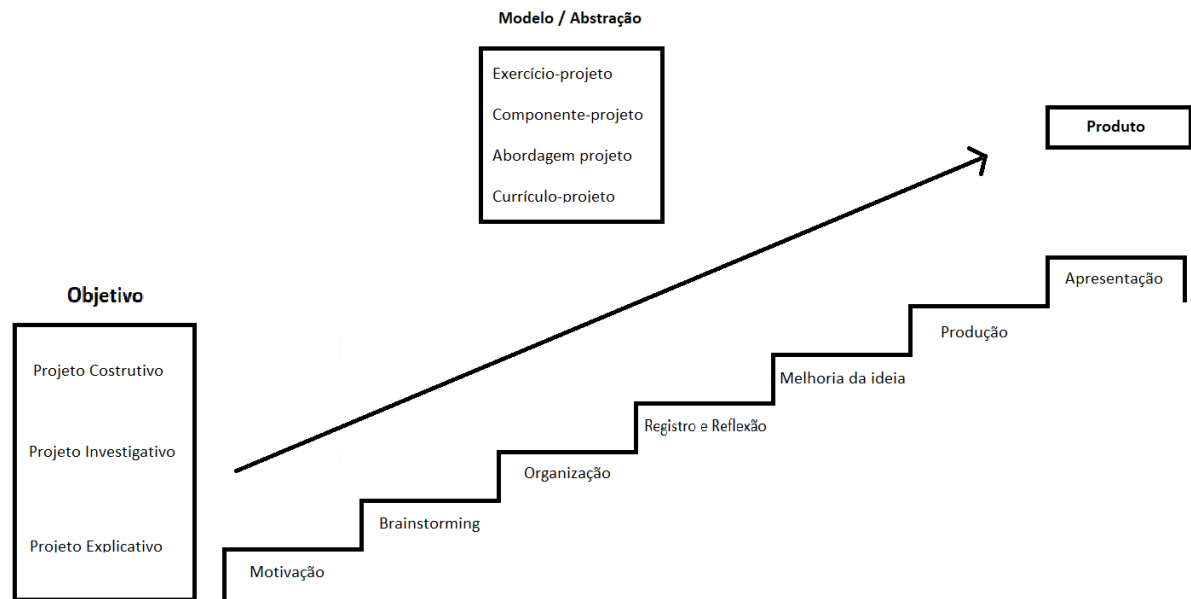 Modelo / Abstração
Exercício-projeto
Componente-projeto
Abordagem projeto
Currículo-projeto
Produto
Objetivo
Projeto Costrutivo
Projeto Investigativo
Projeto Explicativo
Apresentação
Produção
Melhoria da ideia
Registro e Reflexão
Organização
Brainstorming
Motivação